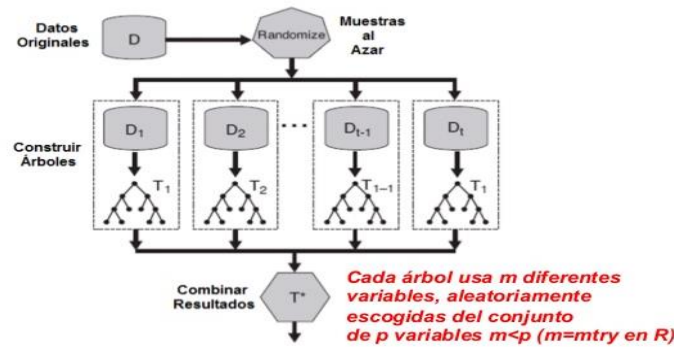 Datos
Originales
D
Randomize
Muestras
al
Azar
Construir
Árboles
D1
D2
Dt-1
Dt
T1
T2
T1–1
T1
Combinar
Resultados
T*
Cada árbol usa m diferentes
variables, aleatoriamente
escogidas del conjunto
de p variables m<p (m=mtry en R)